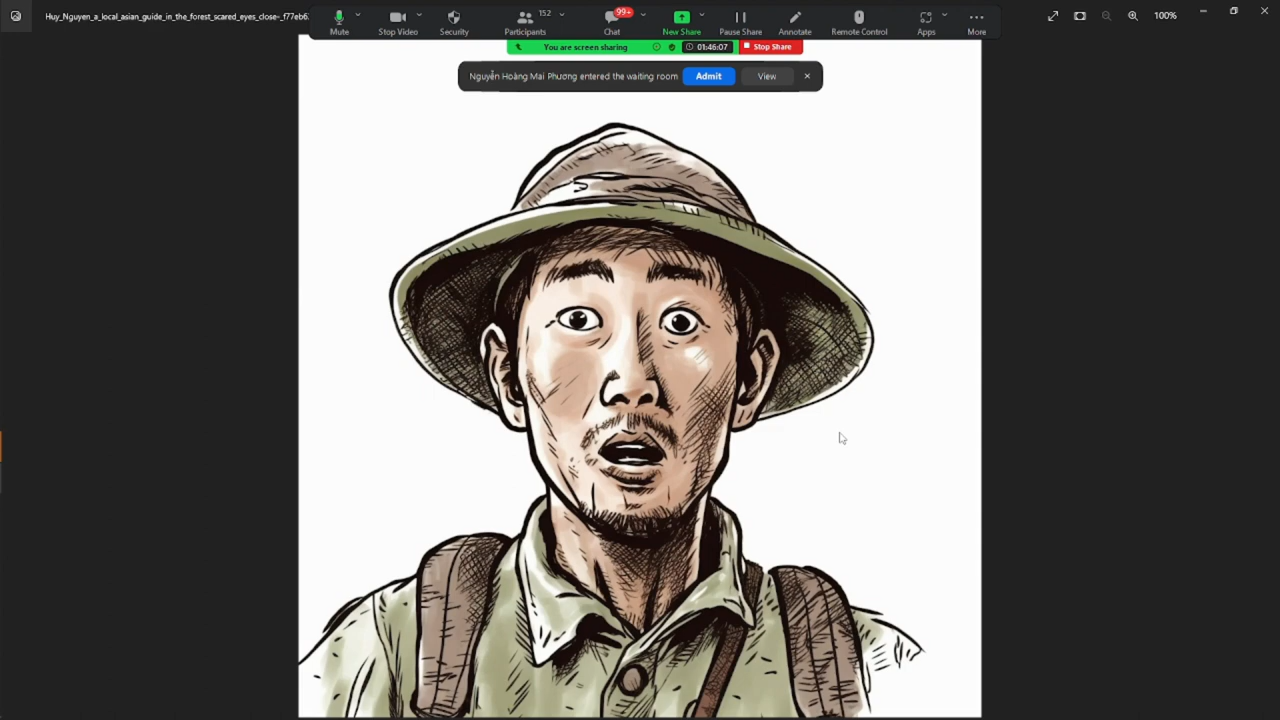 Huy_Nguyen_a_local_asian_guide_in_the_forest_scared_eyes_close-_f77eb6
152
99+
100%
Mute
Stop Video
Security
Participants
Chat
New Share
Pause Share
Annotate
Remote Control
Apps
More
You are screen sharing
01:46:07
Stop Share
Nguyễn Hoàng Mai Phương entered the waiting room
Admit
View